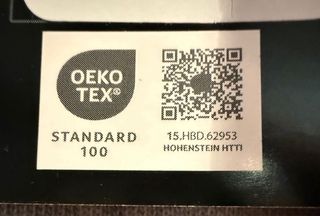 OEKO
TEX®
STANDARD
100
15.HBD.62953
HOHENSTEIN HTTI